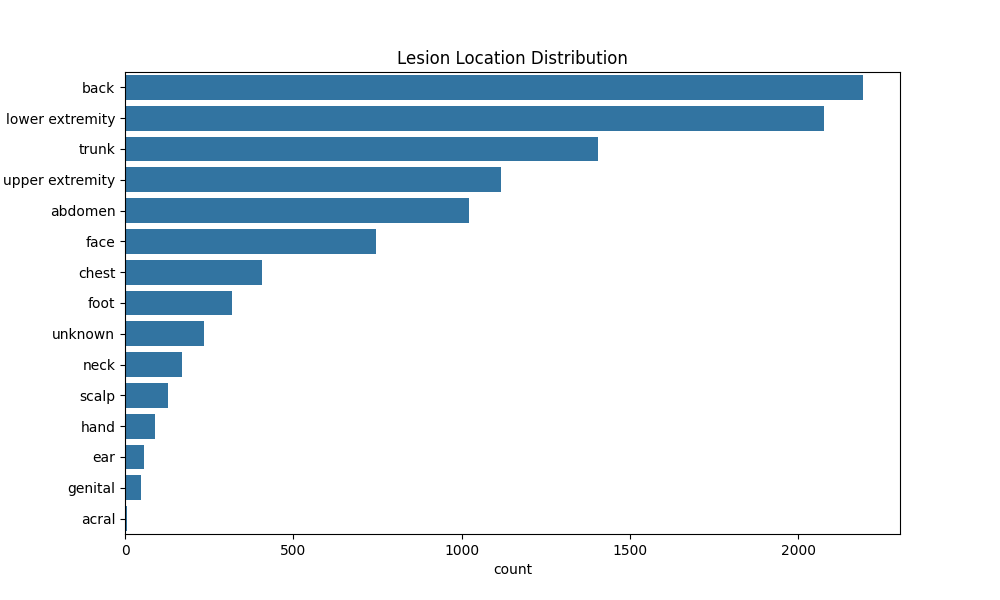 Lesion Location Distribution
back
lower extremity
trunk
upper extremity
abdomen
face
chest
foot
unknown
neck
scalp
hand
ear
genital
acral
0 500 1000 1500 2000
count